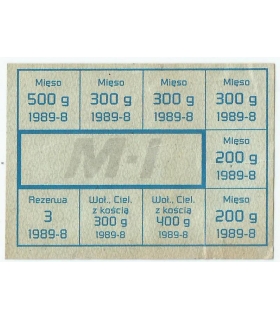 Mięso
500 g
1989-8
Mięso
300 g
1989-8
Mięso
300 g
1989-8
Mięso
300 g
1989-8
M-I
Mięso
200 g
1989-8
Rezerwa
3
1989-8
Woł., Ciel.
z kością
300 g
1989-8
Woł., Ciel.
z kością
400 g
1989-8
Mięso
200 g
1989-8